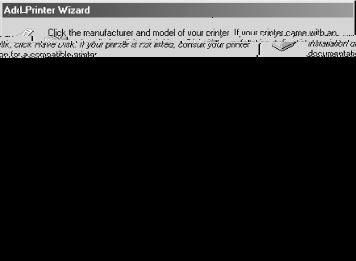 Add Printer Wizard
Click the manufacturer and model of your printer. If your printer came with an
disk, click 'Have Disk.' If your printer is not listed, consult your printer
installation
for a compatible printer.
documentation